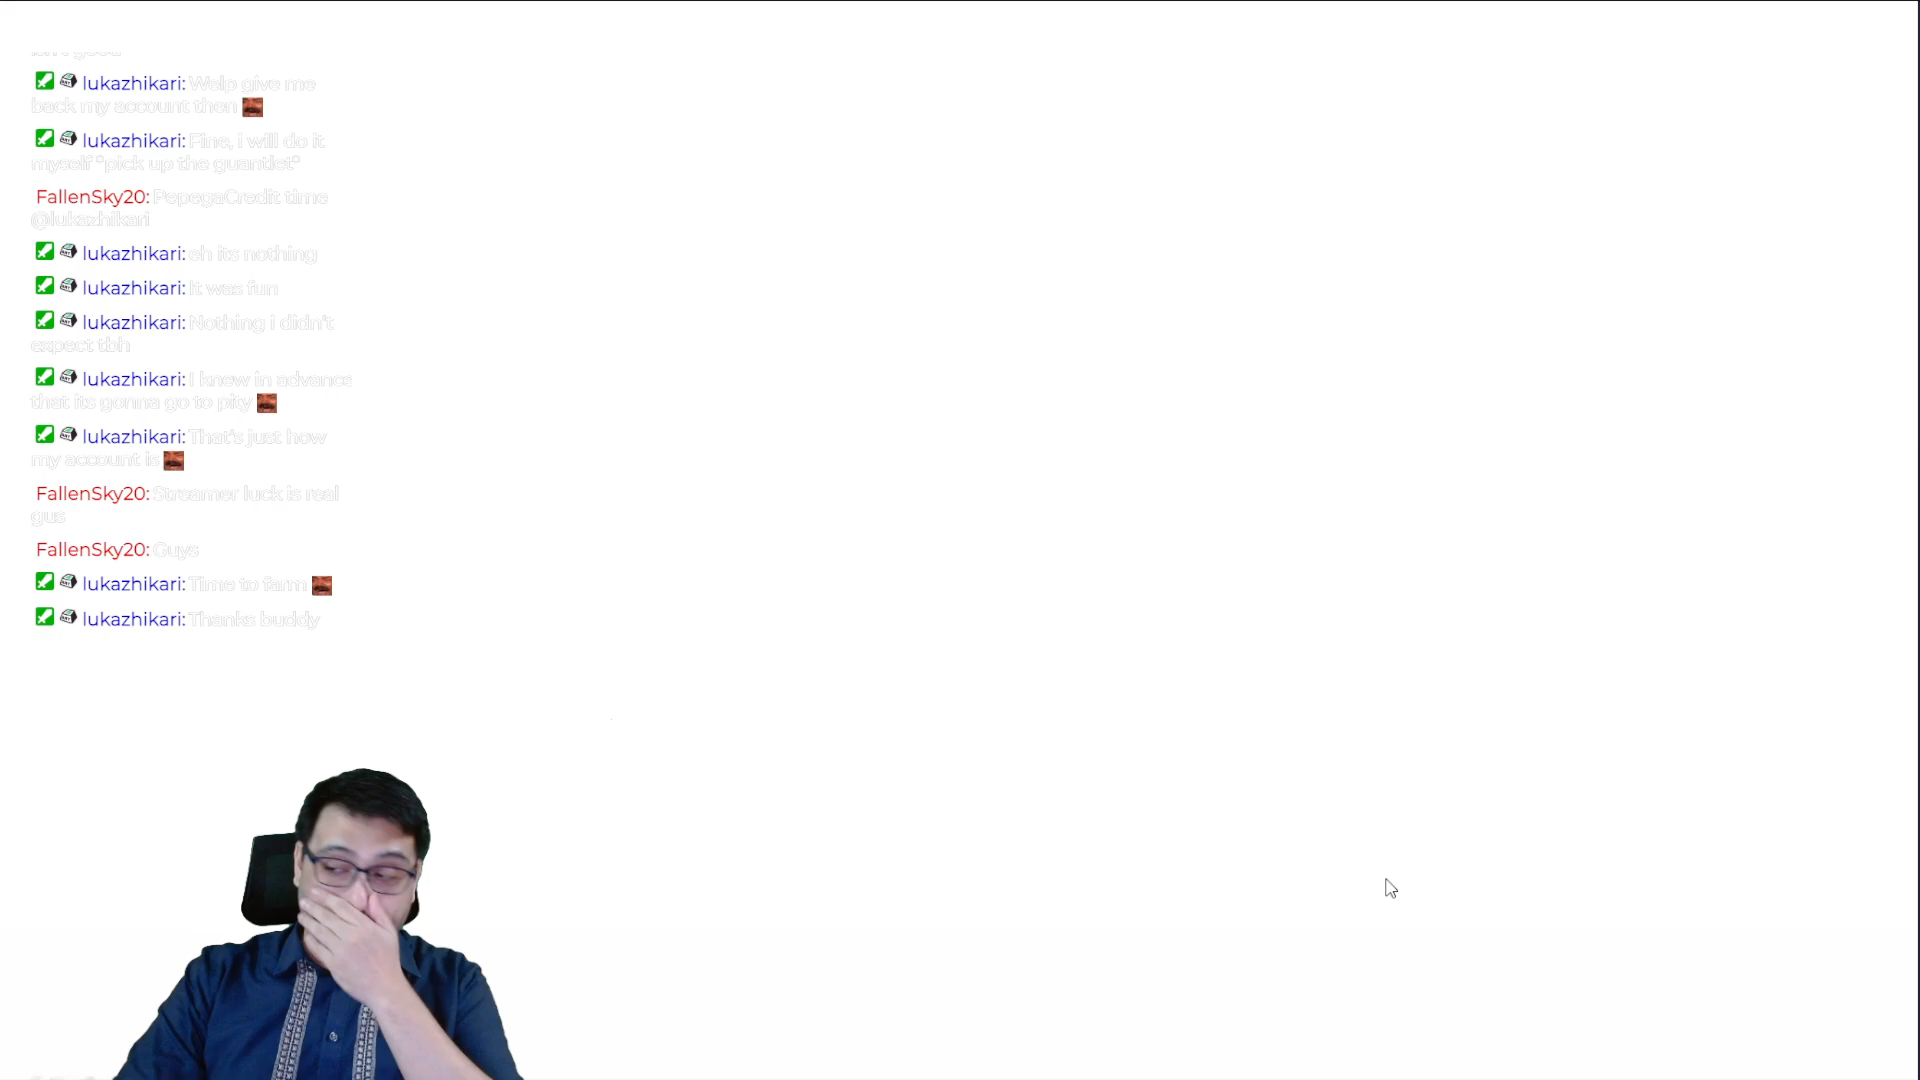 lukazhikari: Welp give me
back my account then
lukazhikari: Fine, i will do it
myself "pick up the guantlet"
FallenSky20: PepegaCredit time
@lukazhikari
lukazhikari: eh its nothing
lukazhikari: It was fun
lukazhikari: Nothing i didn't
expect tbh
lukazhikari: I knew in advance
that its gonna go to pity
lukazhikari: That's just how
my account is
FallenSky20: Streamer luck is real
gus
FallenSky20: Guys
lukazhikari: Time to farm
lukazhikari: Thanks buddy